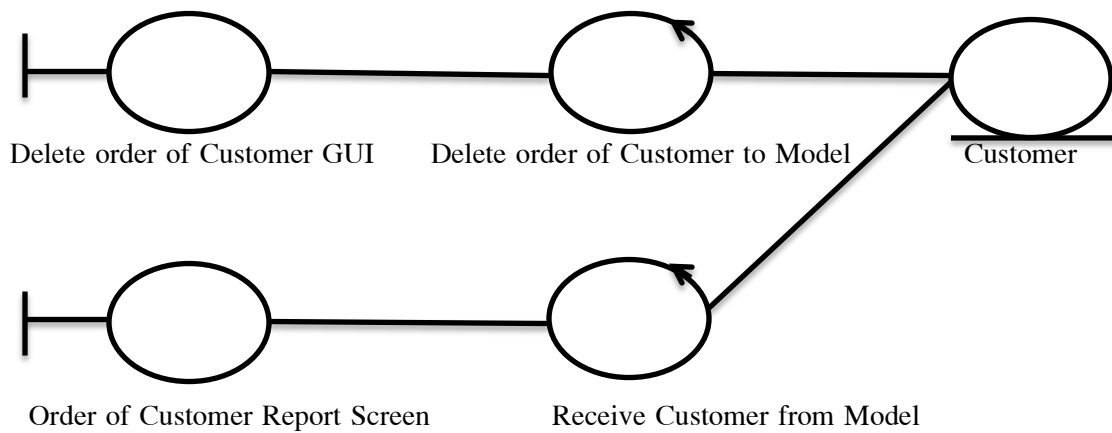 Delete order of Customer GUI
Delete order of Customer to Model
Customer
Order of Customer Report Screen
Receive Customer from Model